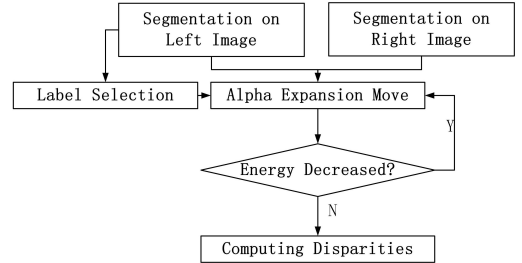 Segmentation on
Left Image
Segmentation on
Right Image
Label Selection
Alpha Expansion Move
Y
Energy Decreased?
N
Computing Disparities